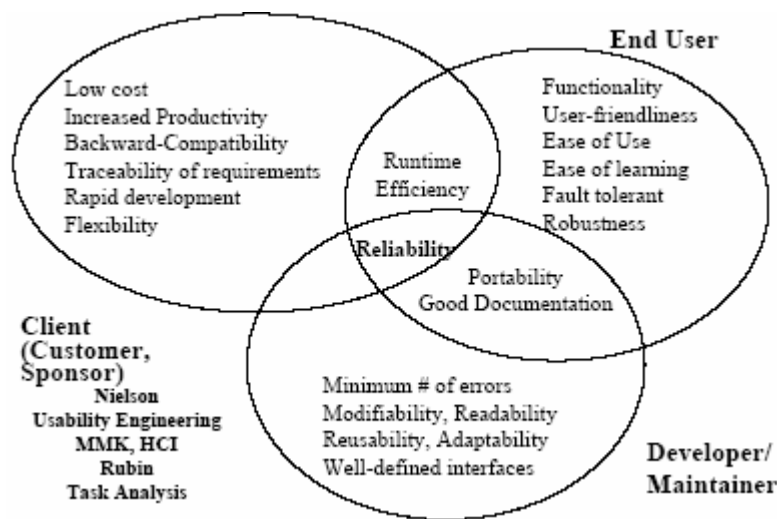 End User
Low cost
Increased Productivity
Backward-Compatibility
Traceability of requirements
Rapid development
Flexibility
Runtime
Efficiency
Functionality
User-friendliness
Ease of Use
Ease of learning
Fault tolerant
Robustness
Reliability
Portability
Good Documentation
Client
(Customer,
Sponsor)
Nielson
Usability Engineering
MMK, HCI
Rubin
Task Analysis
Minimum # of errors
Modifiability, Readability
Reusability, Adaptability
Well-defined interfaces
Developer/
Maintainer